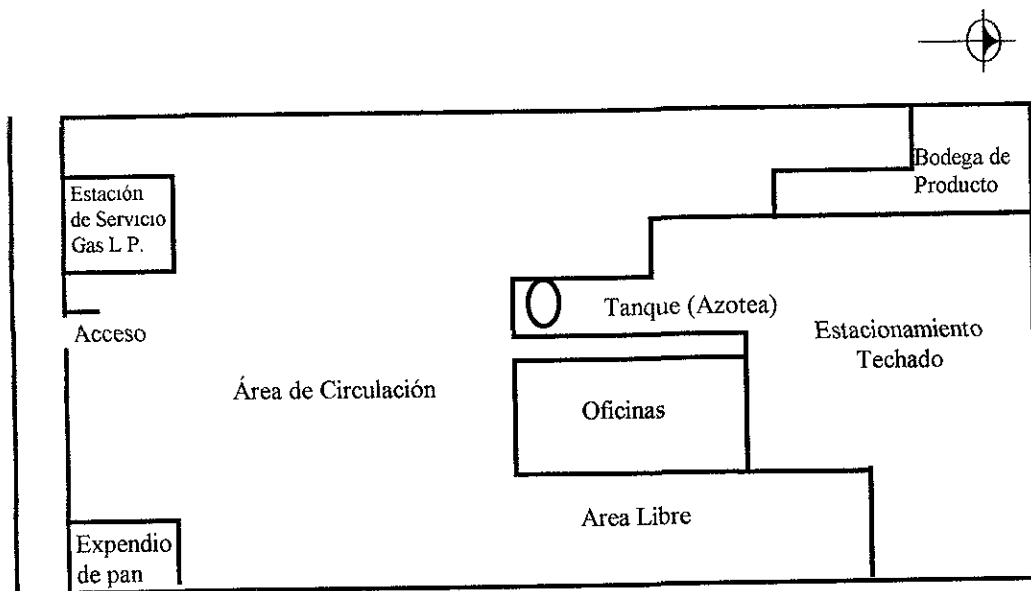 Bodega de
Producto
Estación
de Servicio
Gas L P.
Tanque (Azotea)
Estacionamiento
Techado
Acceso
Área de Circulación
Oficinas
Area Libre
Expendio
de pan